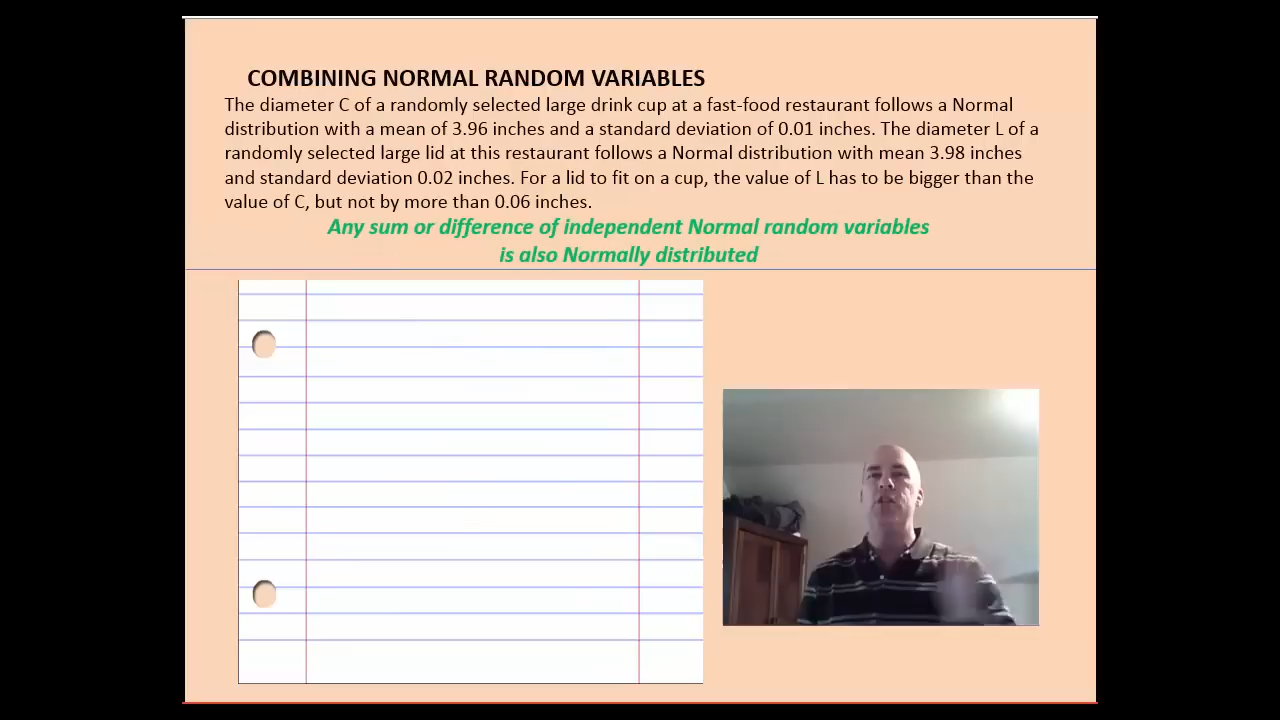 COMBINING NORMAL RANDOM VARIABLES
The diameter C of a randomly selected large drink cup at a fast-food restaurant follows a Normal
distribution with a mean of 3.96 inches and a standard deviation of 0.01 inches. The diameter L of a
randomly selected large lid at this restaurant follows a Normal distribution with mean 3.98 inches
and standard deviation 0.02 inches. For a lid to fit on a cup, the value of L has to be bigger than the
value of C, but not by more than 0.06 inches.
Any sum or difference of independent Normal random variables
is also Normally distributed